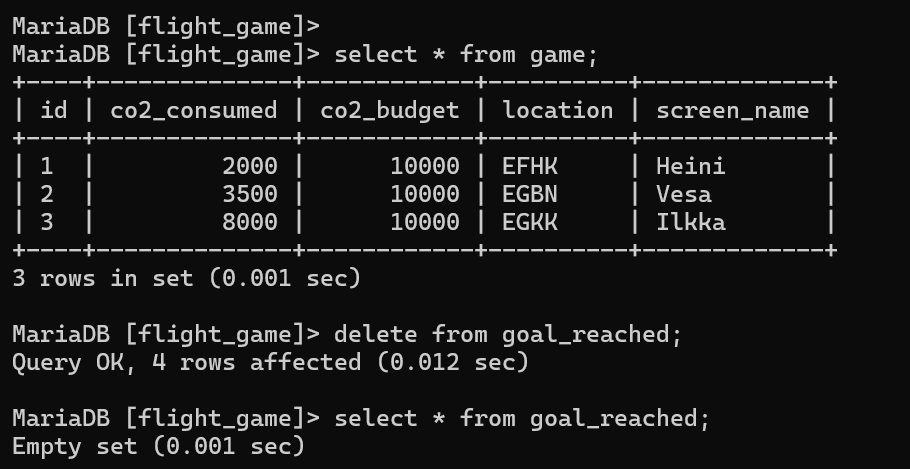 MariaDB [flight_game]>
MariaDB [flight_game]> select * from game;
+----+--------------+------------+----------+-------------+
| id | co2_consumed | co2_budget | location | screen_name |
+----+--------------+------------+----------+-------------+
| 1  |         2000 |      10000 | EFHK     | Heini       |
| 2  |         3500 |      10000 | EGBN     | Vesa        |
| 3  |         8000 |      10000 | EGKK     | Ilkka       |
+----+--------------+------------+----------+-------------+
3 rows in set (0.001 sec)
MariaDB [flight_game]> delete from goal_reached;
Query OK, 4 rows affected (0.012 sec)
MariaDB [flight_game]> select * from goal_reached;
Empty set (0.001 sec)